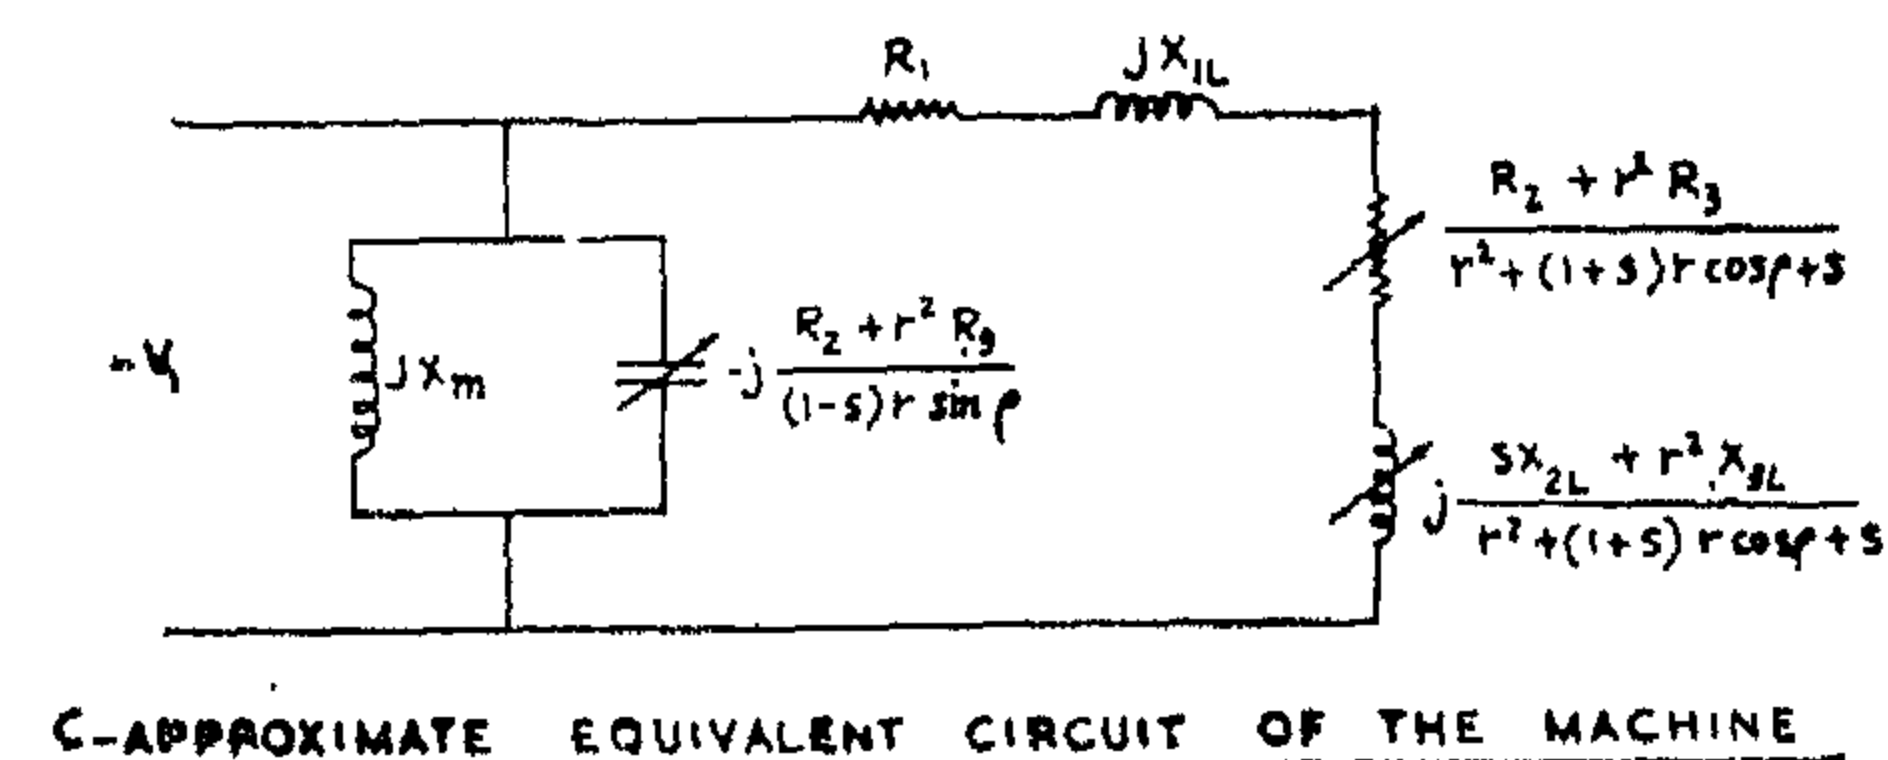 R₁
jX₁L
R₂ + r² R₃
r² + (1 + s) r cosρ + s
- V₁
jXm
-j
R₂ + r² R₃
(1-s) r sin ρ
j
sX₂L + r² X₃L
r² + (1 + s) r cosρ + s
C-APPROXIMATE EQUIVALENT CIRCUIT OF THE MACHINE